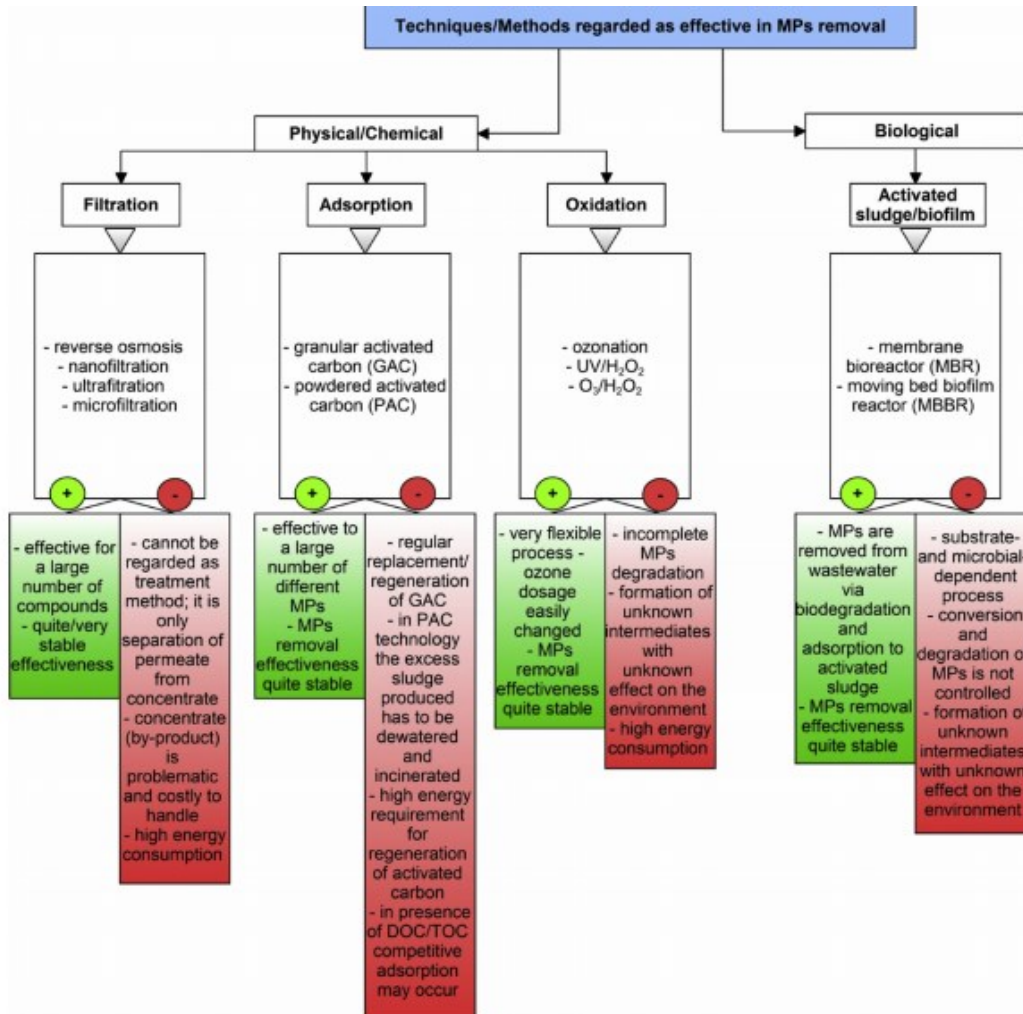 Techniques/Methods regarded as effective in MPs removal
Physical/Chemical
Biological
Filtration
Adsorption
Oxidation
Activated
sludge/biofilm
- reverse osmosis
- nanofiltration
- ultrafitration
- microfiltration
- granular activated
carbon (GAC)
- powdered activated
carbon (PAC)
- ozonation
- UV/H₂O₂
- O₃/H₂O₂
- membrane
bioreactor (MBR)
- moving bed biofilm
reactor (MBBR)
+
-
+
-
+
-
+
-
- effective for
a large
number of
compounds
- quite/very
stable
effectiveness
- cannot be
regarded as
treatment
method; it is
only
separation of
permeate
from
concentrate
- concentrate
(by-product)
is
problematic
and costly to
handle
- high energy
consumption
- effective to
a large
number of
different
MPs
- MPs
removal
effectiveness
quite stable
- regular
replacement/
regeneration
of GAC
- in PAC
technology
the excess
sludge
produced
has to be
dewatered
and
incinerated
- high energy
requirement
for
regeneration
of activated
carbon
- in presence
of DOC/TOC
competitive
adsorption
may occur
- very flexible
process -
ozone
dosage
easily
changed
- MPs
removal
effectiveness
quite stable
- incomplete
MPs
degradation
- formation of
unknown
intermediates
with
unknown
effect on the
environment
- high energy
consumption
- MPs are
removed from
wastewater
via
biodegradation
and
adsorption to
activated
sludge
- MPs removal
effectiveness
quite stable
- substrate-
and microbial-
dependent
process
- conversion
and
degradation of
MPs is not
controlled
- formation of
unknown
intermediates
with unknown
effect on the
environment